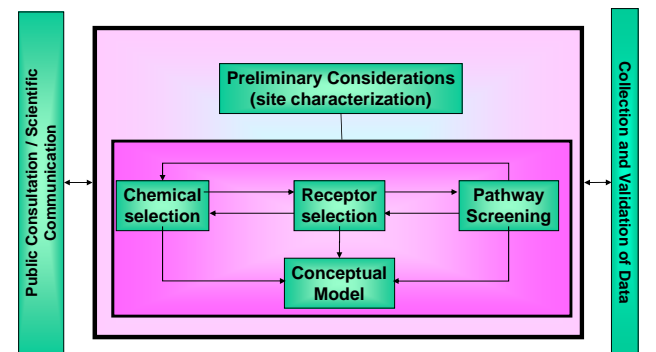 Public Consultation / Scientific
Communication
Preliminary Considerations
(site characterization)
Chemical
selection
Receptor
selection
Pathway
Screening
Conceptual
Model
Collection and Validation of Data